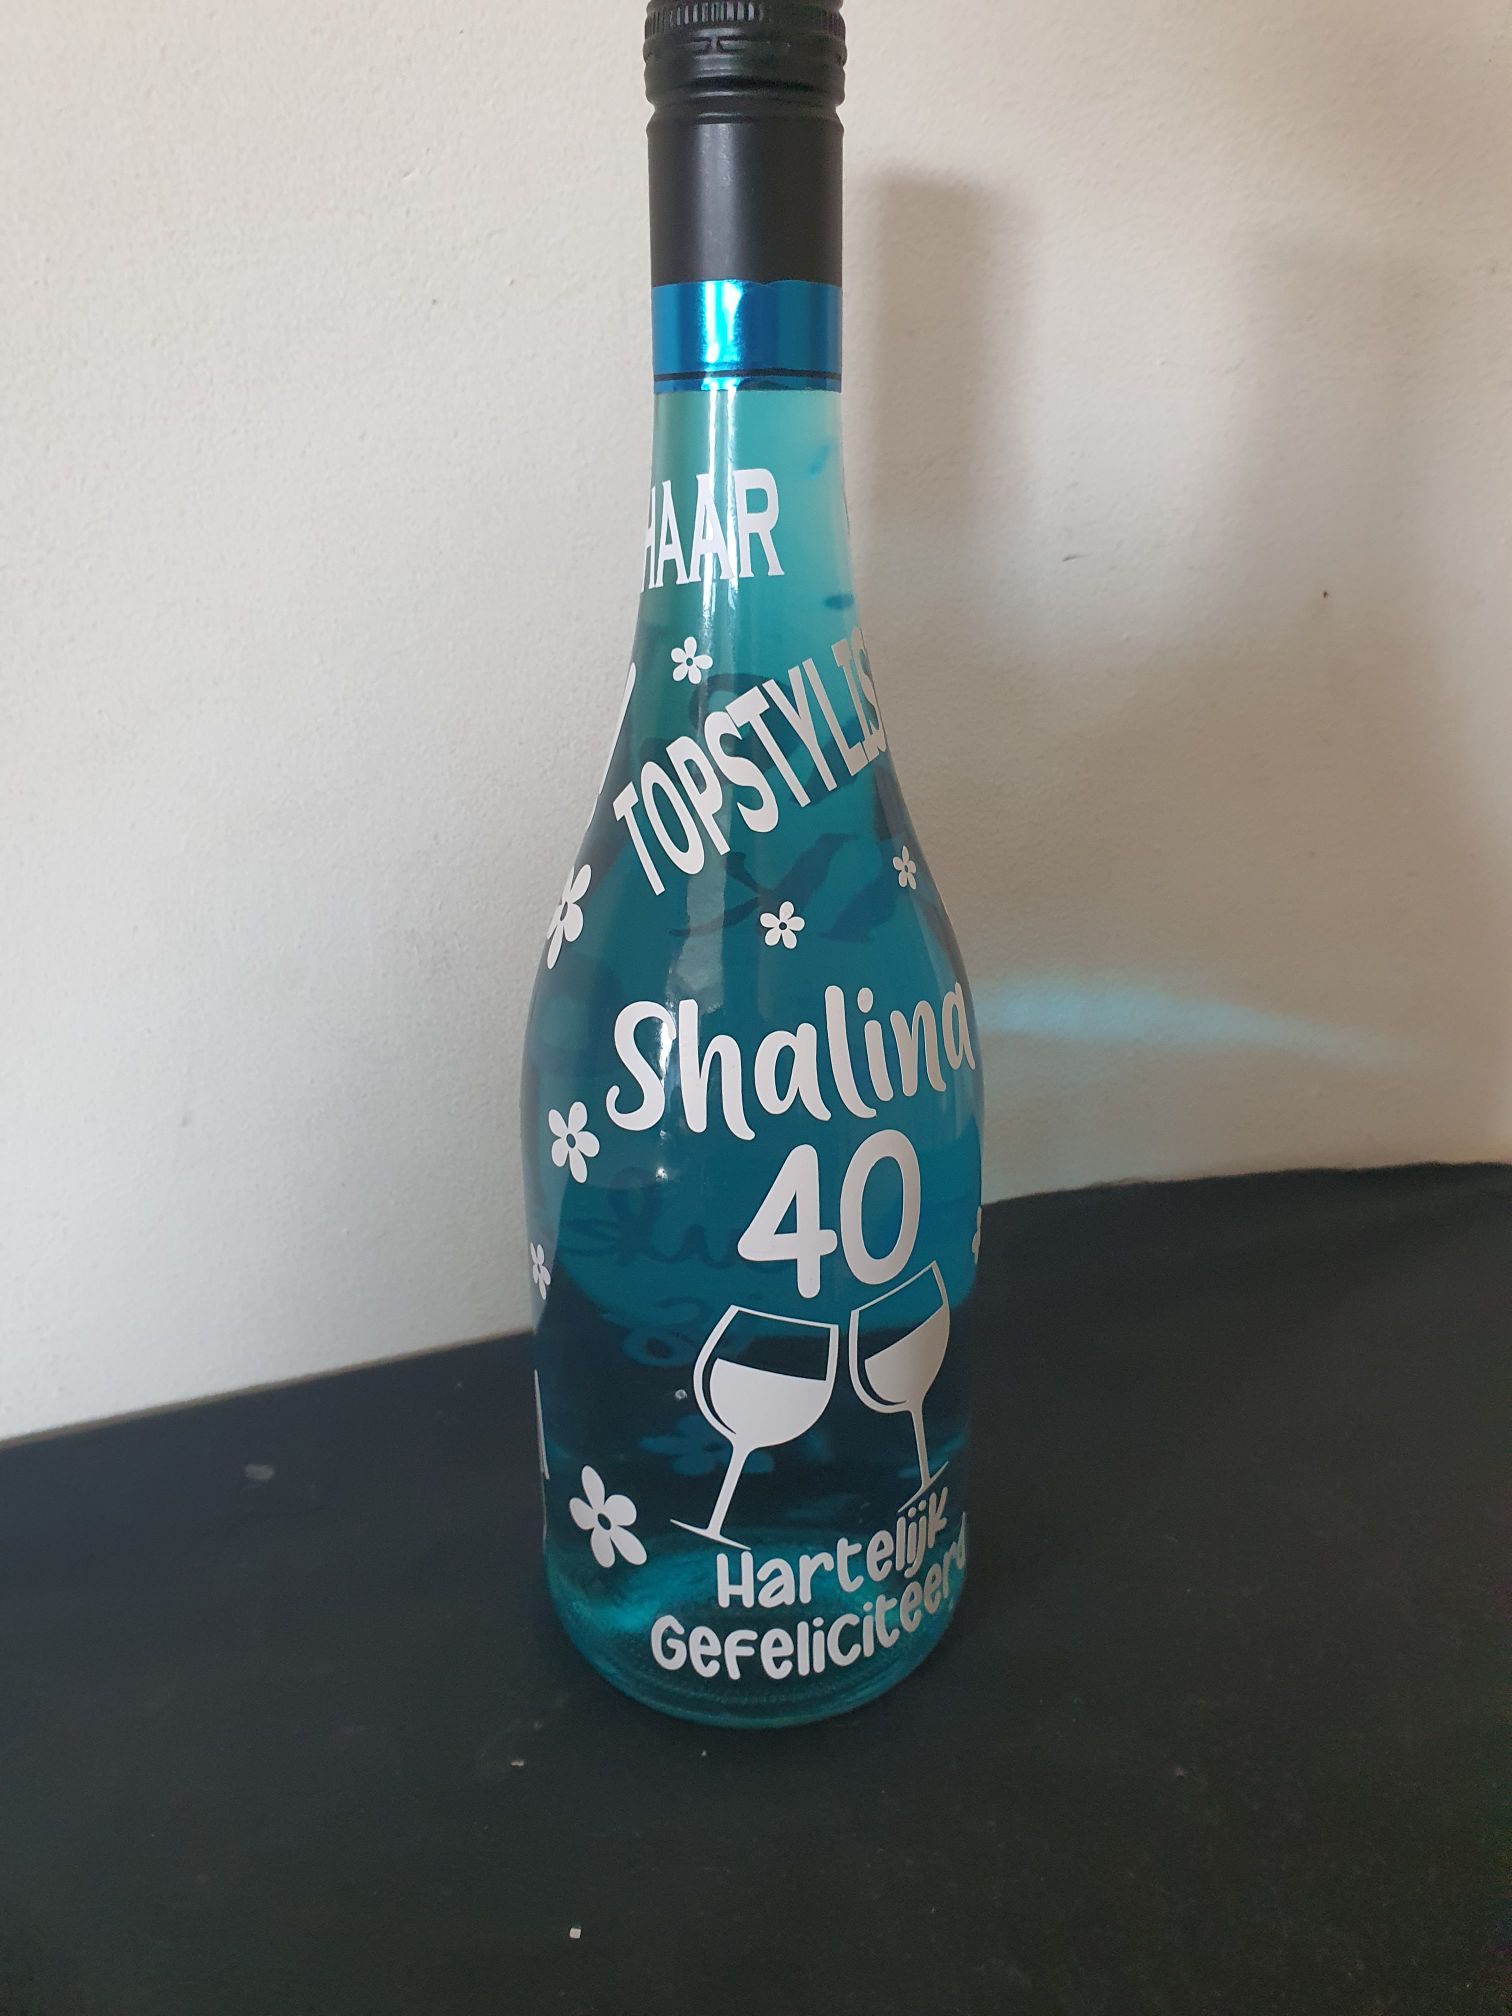 HAAR
TOPSTYLIS
Shalina
40
Hartelijk
Gefeliciteerd